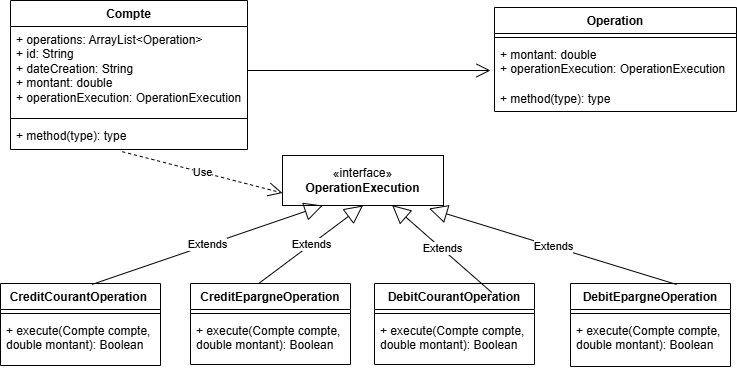 Compte
+ operations: ArrayList<Operation>
+ id: String
+ dateCreation: String
+ montant: double
+ operationExecution: OperationExecution
+ method(type): type
Operation
+ montant: double
+ operationExecution: OperationExecution
+ method(type): type
Use
«interface»
OperationExecution
Extends
Extends
Extends
Extends
CreditCourantOperation
+ execute(Compte compte,
double montant): Boolean
CreditEpargneOperation
+ execute(Compte compte,
double montant): Boolean
DebitCourantOperation
+ execute(Compte compte,
double montant): Boolean
DebitEpargneOperation
+ execute(Compte compte,
double montant): Boolean